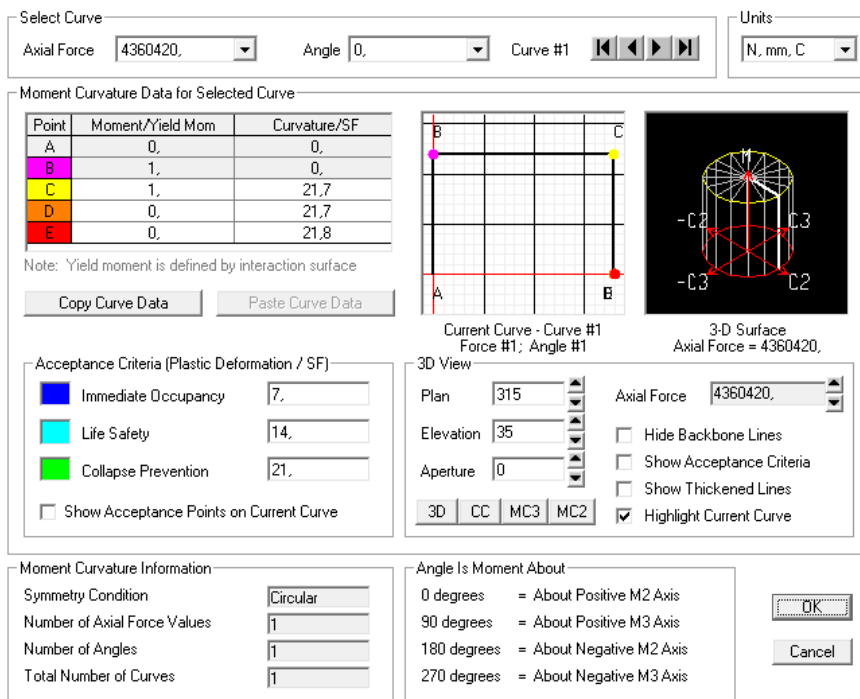 Select Curve
Axial Force 4360420, Angle 0, Curve #1
Units
N, mm, C
Moment Curvature Data for Selected Curve
Point Moment/Yield Mom Curvature/SF
A 0, 0,
B 1, 0,
C 1, 21,7
D 0, 21,7
E 0, 21,8
Note: Yield moment is defined by interaction surface
Copy Curve Data Paste Curve Data
B C
A
Current Curve - Curve #1
Force #1; Angle #1
M
-C2 C3
-C3 C2
3-D Surface
Axial Force = 4360420,
Acceptance Criteria (Plastic Deformation / SF)
Immediate Occupancy 7,
Life Safety 14,
Collapse Prevention 21,
Show Acceptance Points on Current Curve
3D View
Plan 315
Elevation 35
Aperture 0
3D CC MC3 MC2
Axial Force 4360420,
Hide Backbone Lines
Show Acceptance Criteria
Show Thickened Lines
Highlight Current Curve
Moment Curvature Information
Symmetry Condition Circular
Number of Axial Force Values 1
Number of Angles 1
Total Number of Curves 1
Angle Is Moment About
0 degrees = About Positive M2 Axis
90 degrees = About Positive M3 Axis
180 degrees = About Negative M2 Axis
270 degrees = About Negative M3 Axis
OK
Cancel